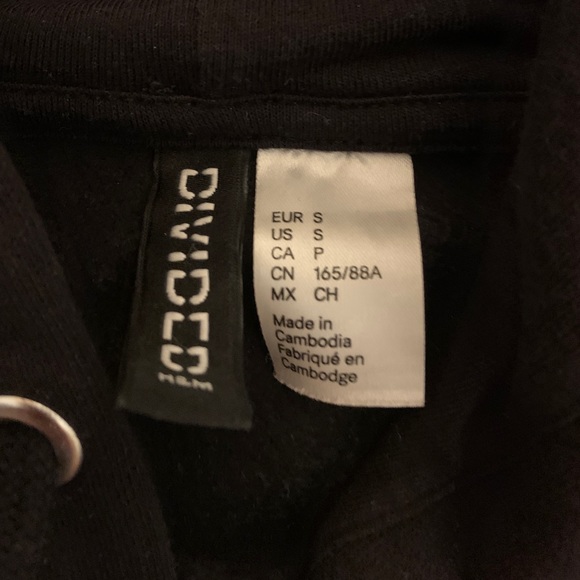 DIVIDED
H&M
EUR S
US S
CA P
CN 165/88A
MX CH
Made in
Cambodia
Fabriqué en
Cambodge